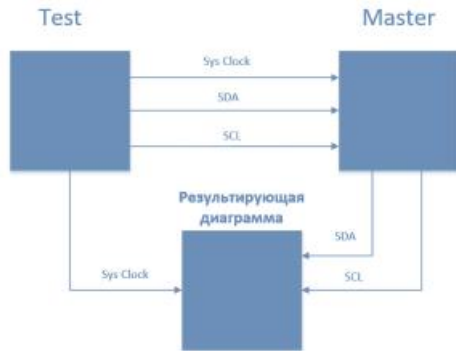 Test
Master
Sys Clock
SDA
SCL
Результирующая
диаграмма
SDA
Sys Clock
SCL